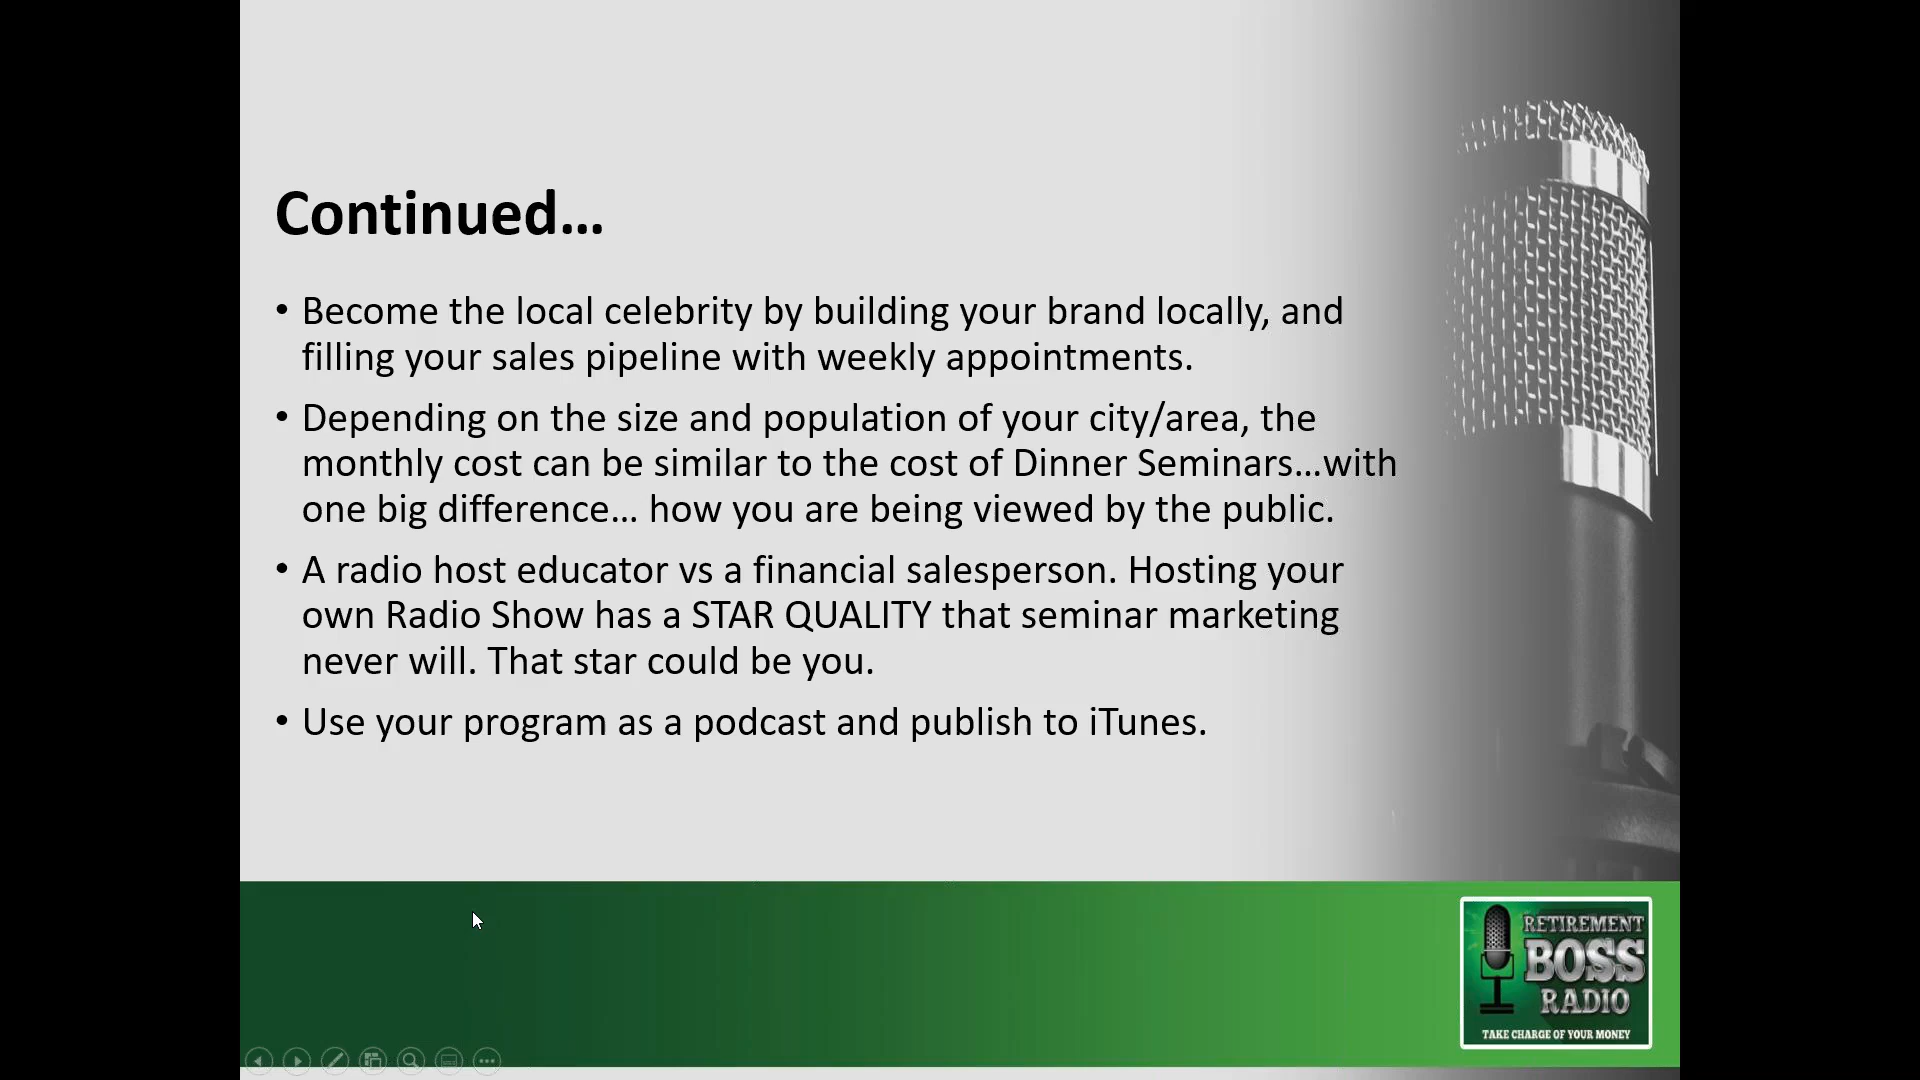 Continued...
• Become the local celebrity by building your brand locally, and
filling your sales pipeline with weekly appointments.
• Depending on the size and population of your city/area, the
monthly cost can be similar to the cost of Dinner Seminars...with
one big difference... how you are being viewed by the public.
• A radio host educator vs a financial salesperson. Hosting your
own Radio Show has a STAR QUALITY that seminar marketing
never will. That star could be you.
• Use your program as a podcast and publish to iTunes.
RETIREMENT
BOSS
RADIO
TAKE CHARGE OF YOUR MONEY